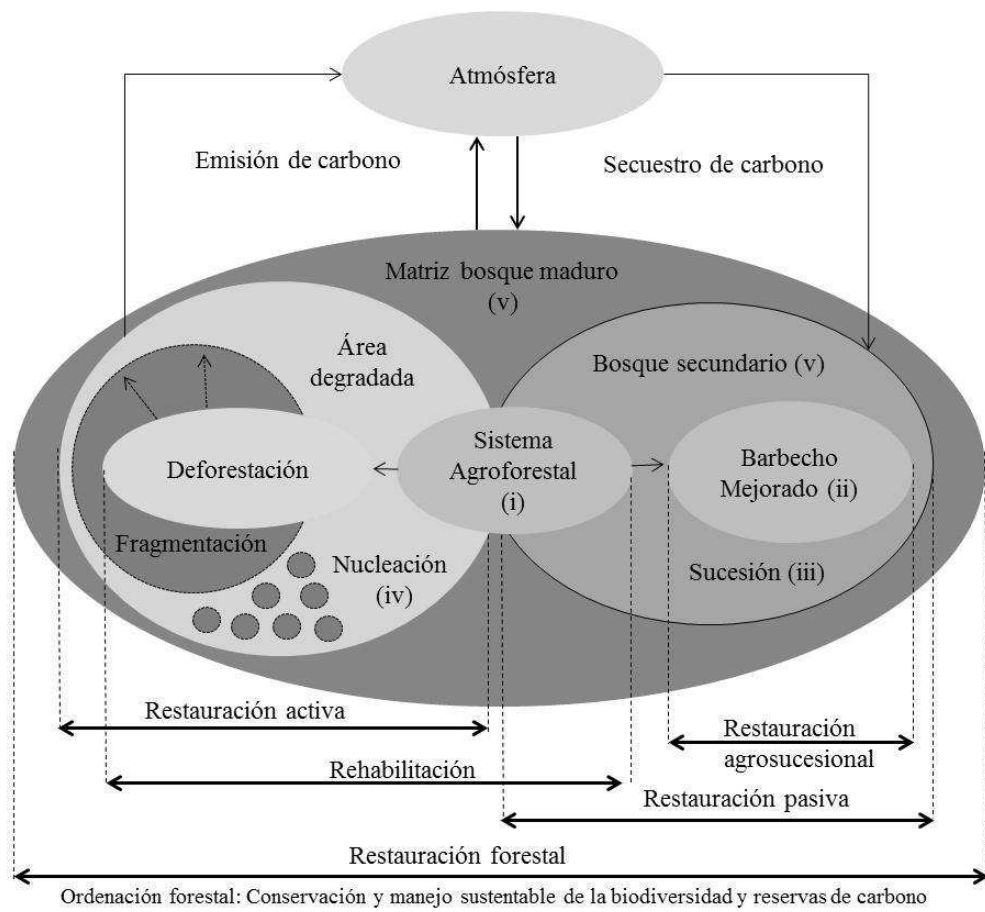 Atmósfera
Emisión de carbono
Secuestro de carbono
Matriz bosque maduro
(v)
Área
degradada
Bosque secundario (v)
Deforestación
Sistema
Agroforestal
(i)
Barbecho
Mejorado (ii)
Fragmentación
Nucleación
(iv)
Sucesión (iii)
Restauración activa
Restauración
agrosucesional
Rehabilitación
Restauración pasiva
Restauración forestal
Ordenación forestal: Conservación y manejo sustentable de la biodiversidad y reservas de carbono